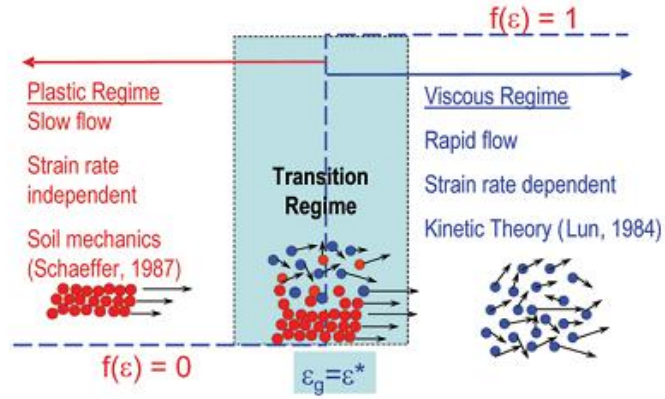 f(ε) = 1
Plastic Regime
Slow flow
Strain rate
independent
Soil mechanics
(Schaeffer, 1987)
Transition
Regime
Viscous Regime
Rapid flow
Strain rate dependent
Kinetic Theory (Lun, 1984)
f(ε) = 0
εg=ε*